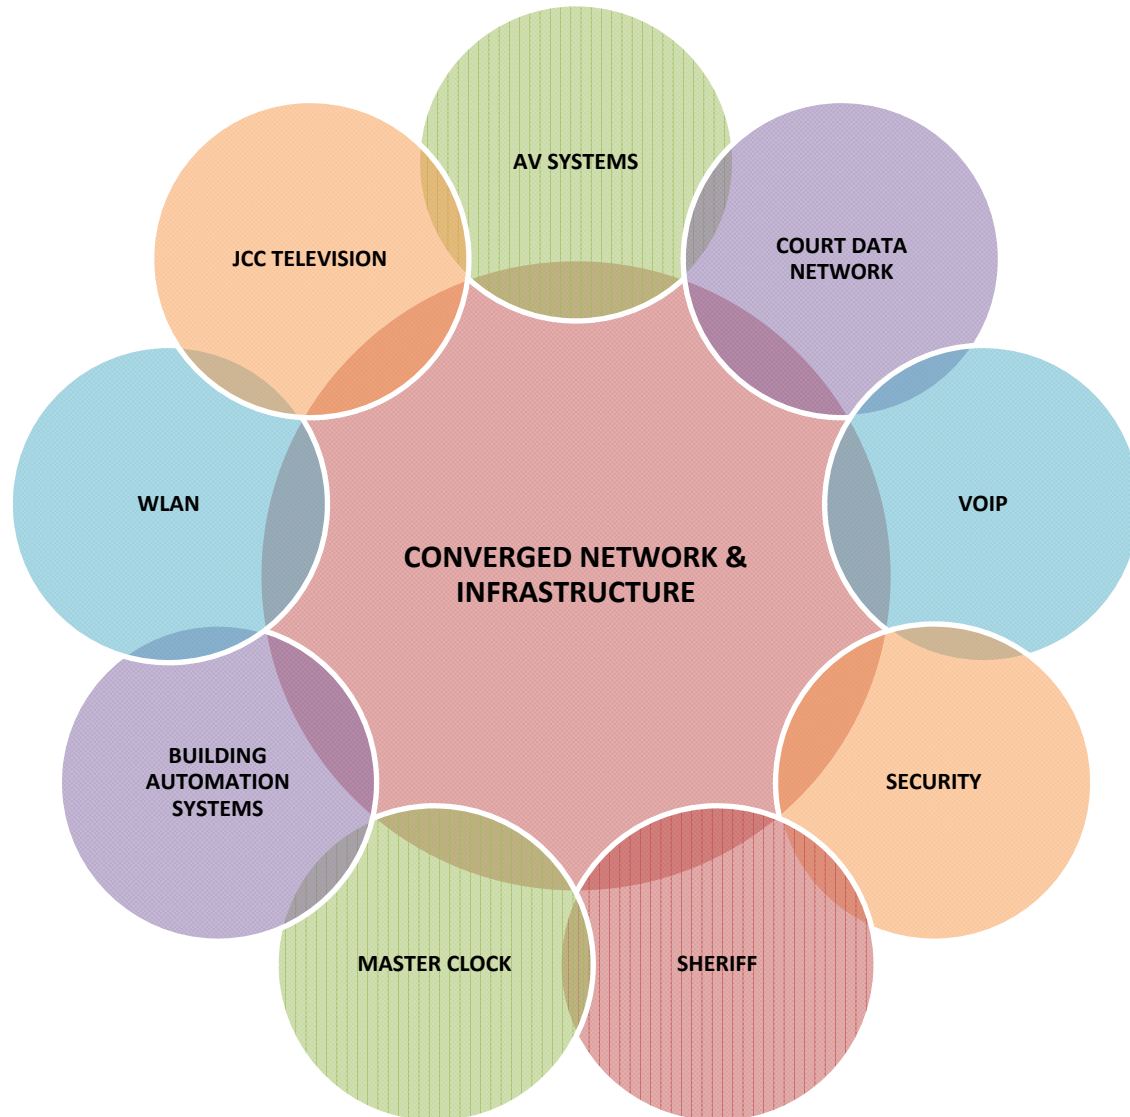 AV SYSTEMS
COURT DATA
NETWORK
JCC TELEVISION
WLAN
VOIP
CONVERGED NETWORK &
INFRASTRUCTURE
BUILDING
AUTOMATION
SYSTEMS
SECURITY
MASTER CLOCK
SHERIFF